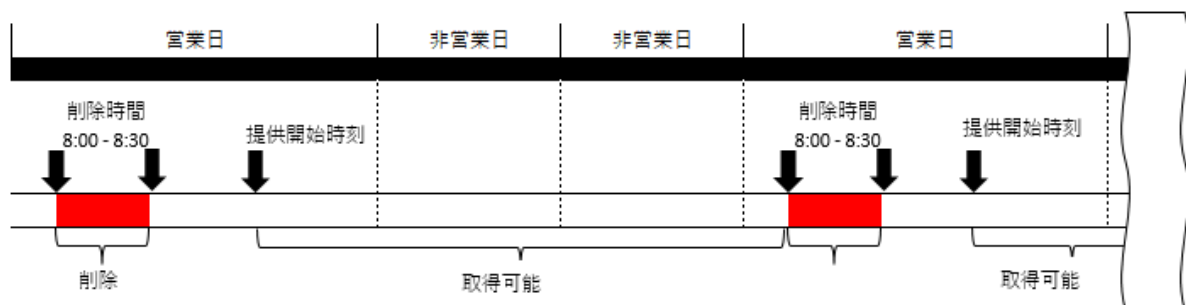 営業日
非営業日
非営業日
営業日
削除時間
8:00 - 8:30
提供開始時刻
削除時間
8:00 - 8:30
提供開始時刻
削除
取得可能
取得可能